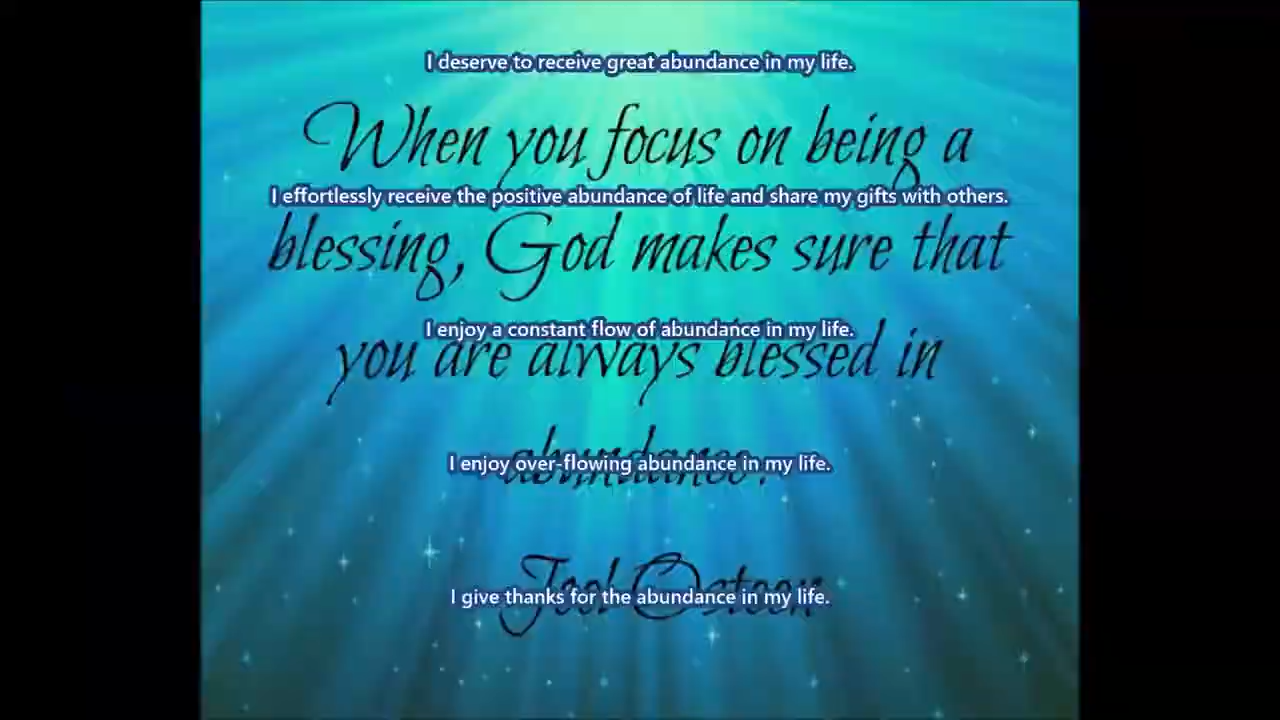 I deserve to receive great abundance in my life.
When you focus on being a
I effortlessly receive the positive abundance of life and share my gifts with others.
blessing, God makes sure that
I enjoy a constant flow of abundance in my life.
you are always blessed in
I enjoy over-flowing abundance in my life.
abundance.
Joel Osteen
I give thanks for the abundance in my life.